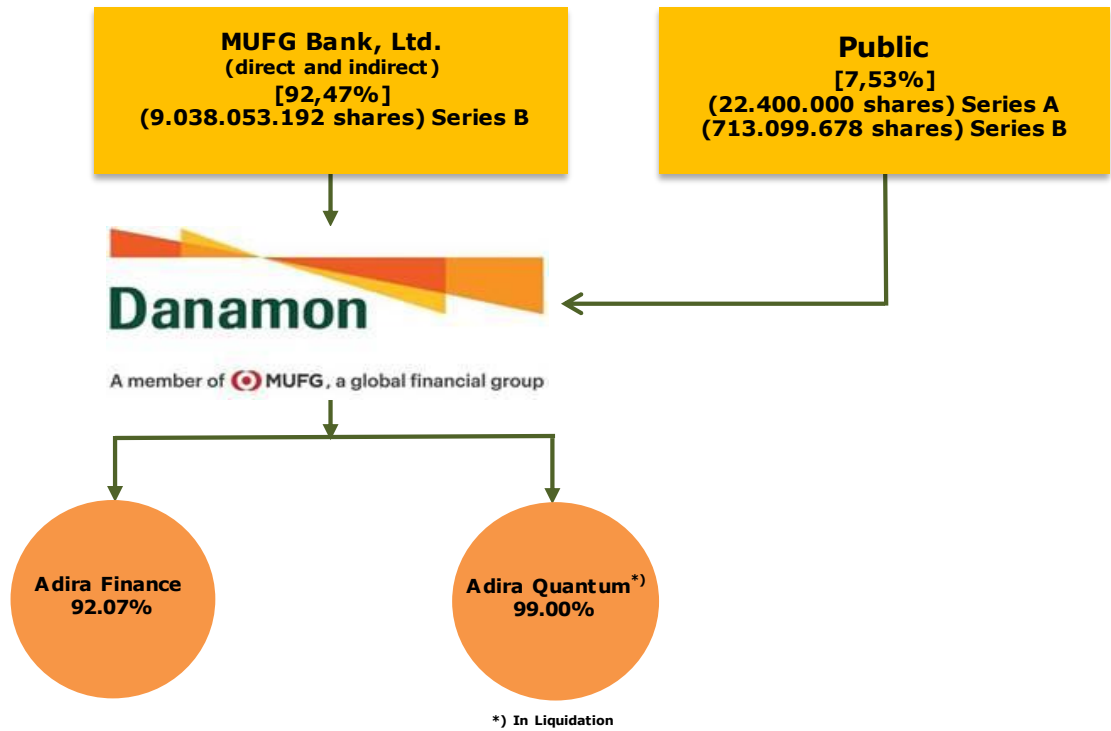 MUFG Bank, Ltd.
(direct and indirect)
[92,47%]
(9.038.053.192 shares) Series B
Public
[7,53%]
(22.400.000 shares) Series A
(713.099.678 shares) Series B
Danamon
A member of MUFG, a global financial group
Adira Finance
92.07%
Adira Quantum*)
99.00%
*) In Liquidation